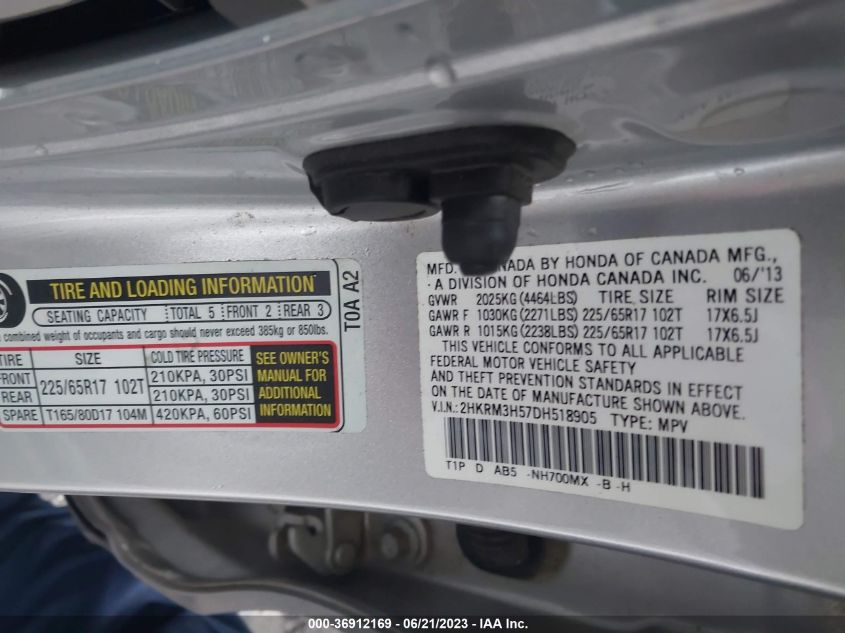 TIRE AND LOADING INFORMATION
SEATING CAPACITY TOTAL 5 FRONT 2 REAR 3
combined weight of occupants and cargo should never exceed 385kg or 850lbs.
TIRE SIZE COLD TIRE PRESSURE
FRONT 225/65R17 102T 210KPA, 30PSI
REAR 210KPA, 30PSI
SPARE T165/80D17 104M 420KPA, 60PSI
SEE OWNER'S
MANUAL FOR
ADDITIONAL
INFORMATION
T0A A2
MFD. CANADA BY HONDA OF CANADA MFG.,
A DIVISION OF HONDA CANADA INC. 06/'13
GVWR 2025KG (4464LBS) TIRE SIZE RIM SIZE
GAWR F 1030KG (2271LBS) 225/65R17 102T 17X6.5J
GAWR R 1015KG (2238LBS) 225/65R17 102T 17X6.5J
THIS VEHICLE CONFORMS TO ALL APPLICABLE
FEDERAL MOTOR VEHICLE SAFETY
AND THEFT PREVENTION STANDARDS IN EFFECT
ON THE DATE OF MANUFACTURE SHOWN ABOVE.
V.I.N.: 2HKRM3H57DH518905 TYPE: MPV
T1P D AB5 -NH700MX -B -H
000-36912169 - 06/21/2023 - IAA Inc.